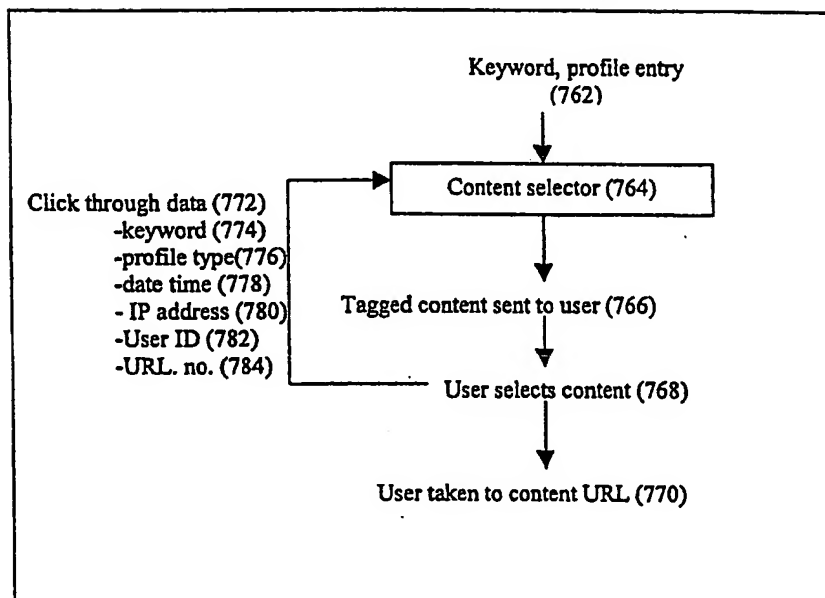 Keyword, profile entry
(762)
Content selector (764)
Click through data (772)
-keyword (774)
-profile type(776)
-date time (778)
- IP address (780)
-User ID (782)
-URL. no. (784)
Tagged content sent to user (766)
User selects content (768)
User taken to content URL (770)